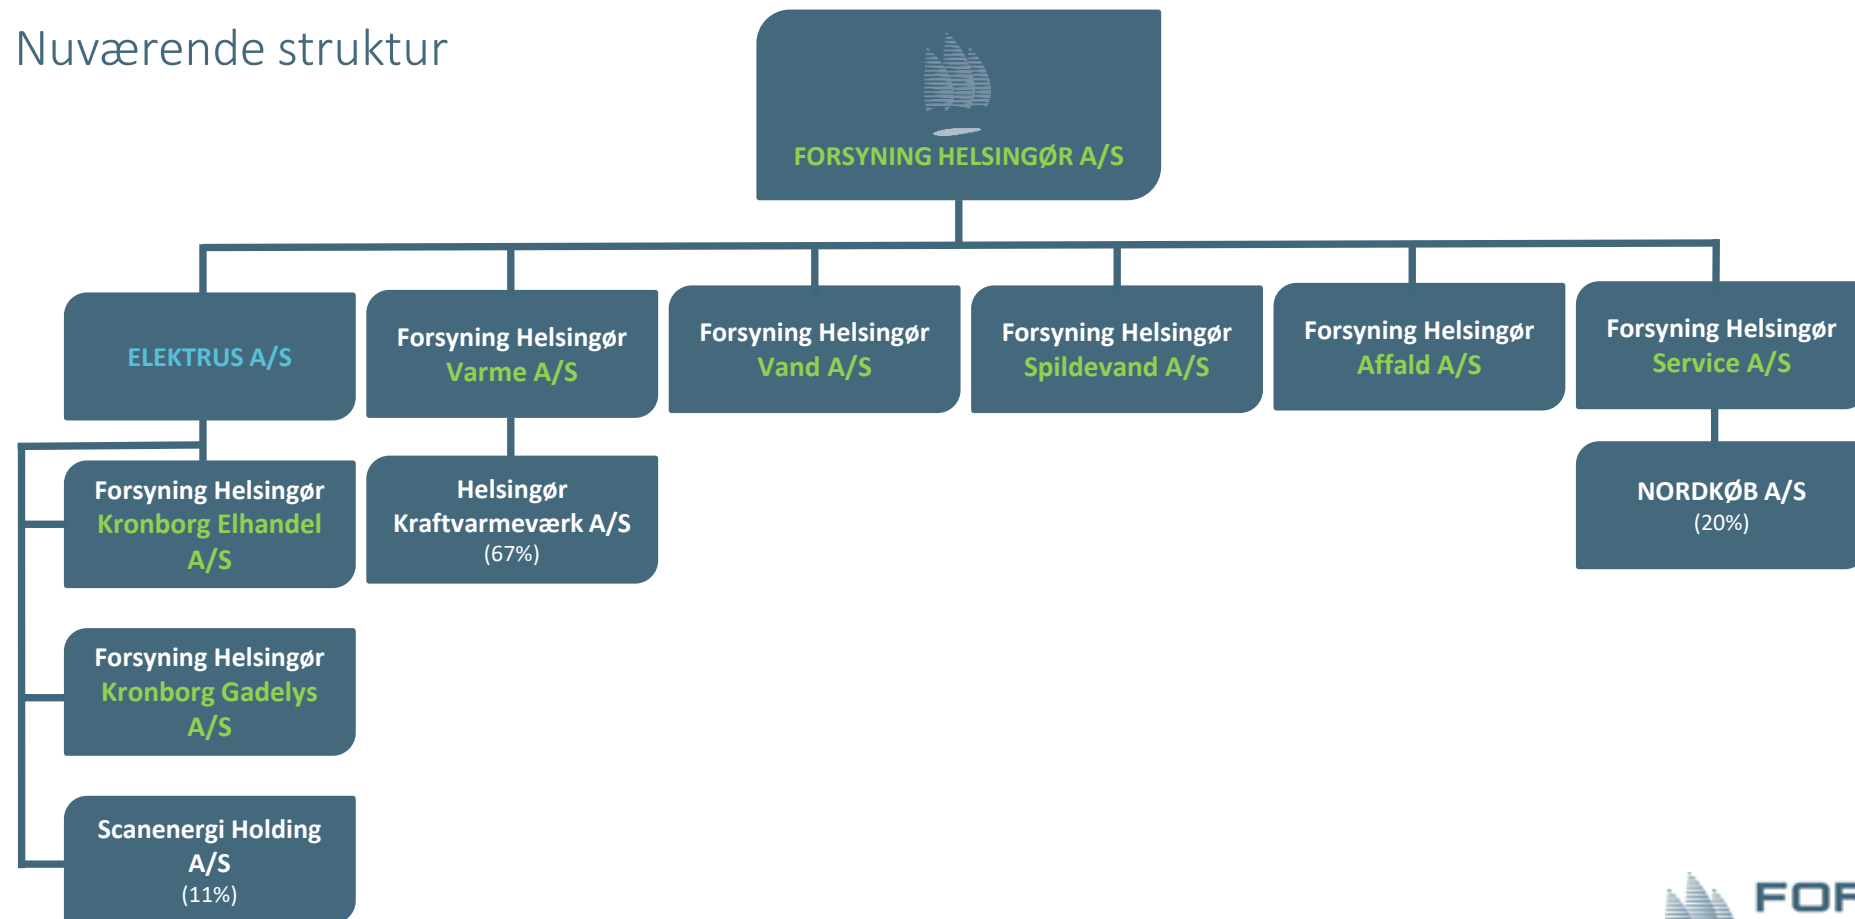 Nuværende struktur
FORSYNING HELSINGØR A/S
ELEKTRUS A/S
Forsyning Helsingør
Varme A/S
Forsyning Helsingør
Vand A/S
Forsyning Helsingør
Spildevand A/S
Forsyning Helsingør
Affald A/S
Forsyning Helsingør
Service A/S
Forsyning Helsingør
Kronborg Elhandel
A/S
Helsingør
Kraftvarmeværk A/S
(67%)
NORDKØB A/S
(20%)
Forsyning Helsingør
Kronborg Gadelys
A/S
Scanenergi Holding
A/S
(11%)